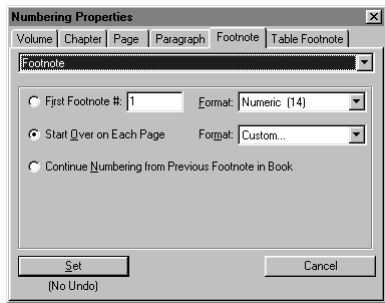 Numbering Properties
Volume Chapter Page Paragraph Footnote Table Footnote
Footnote
First Footnote #: 1 Format: Numeric (14)
Start Over on Each Page Format: Custom...
Continue Numbering from Previous Footnote in Book
Set Cancel
(No Undo)